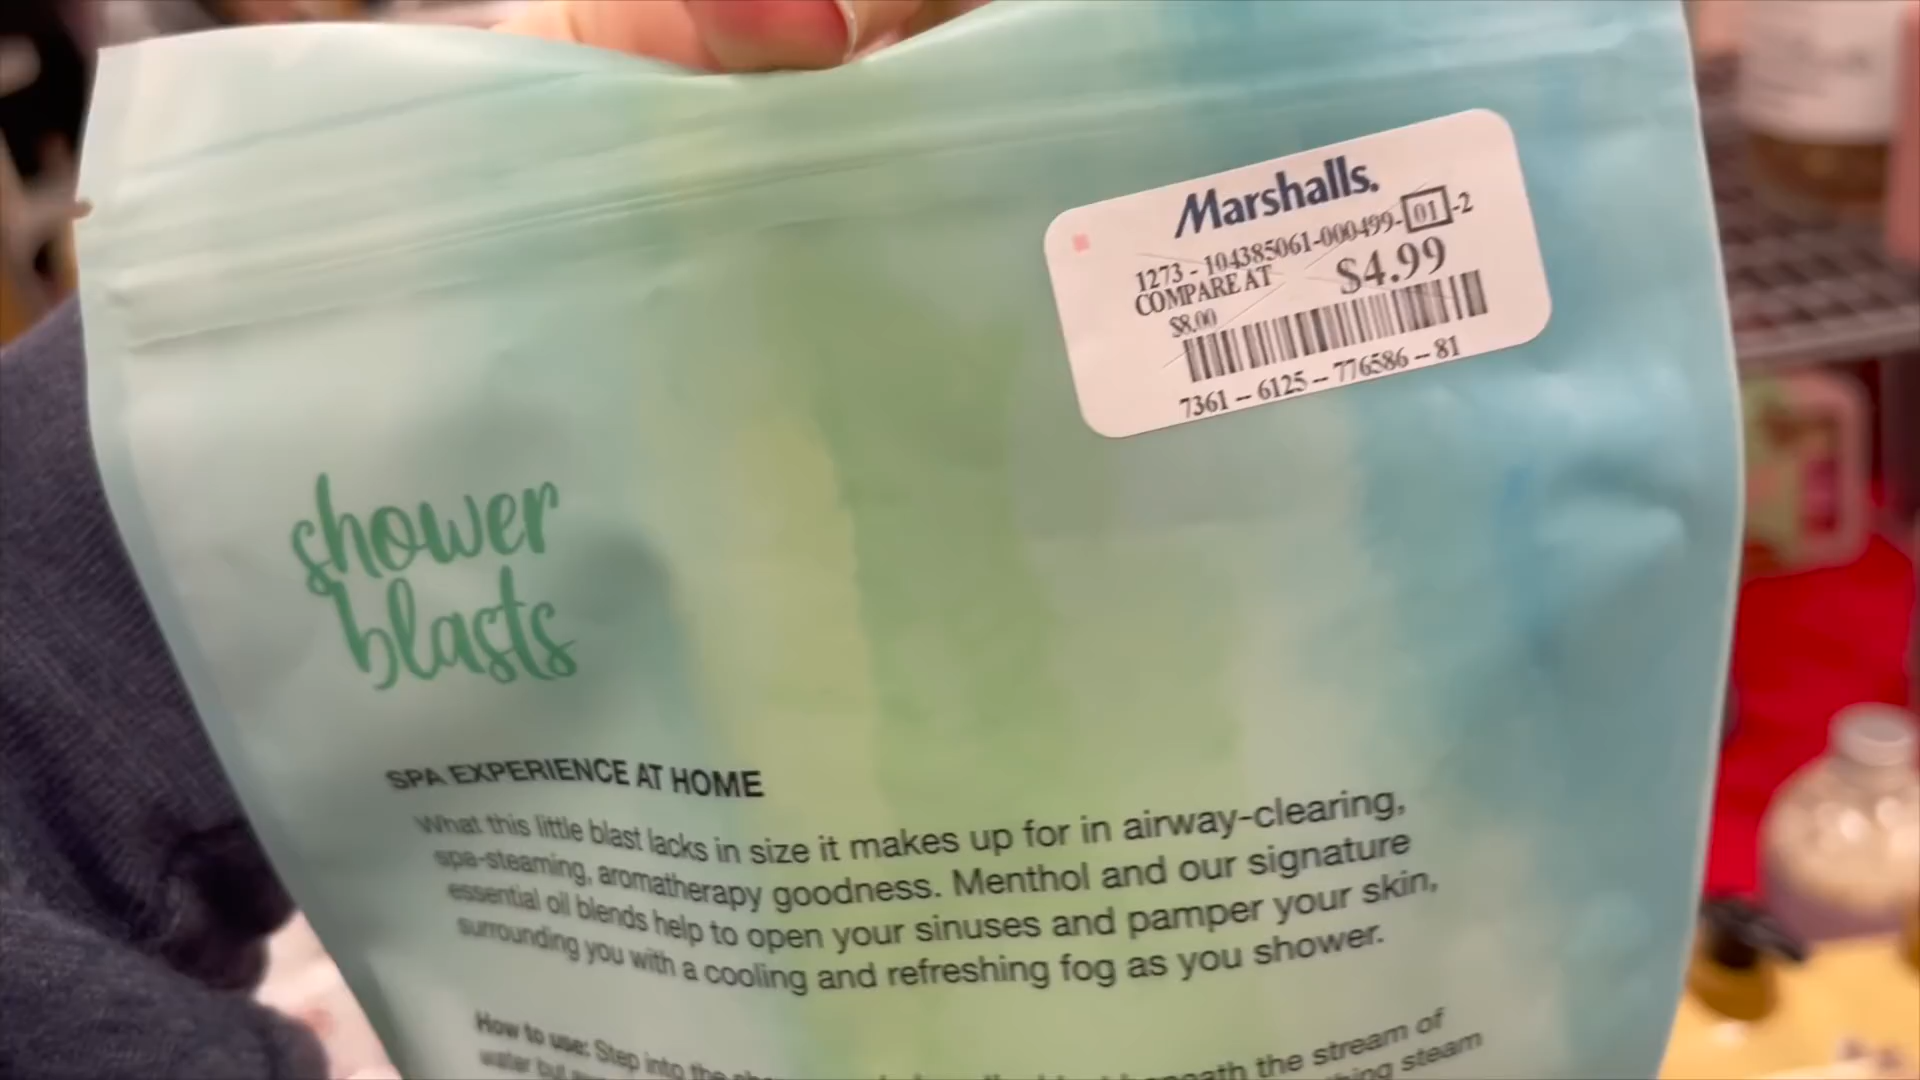 Marshalls.
1273 - 104385061-000499-01-2
COMPARE AT $4.99
$8.00
7361 - 6125 - 776586 - 81
shower
blasts
SPA EXPERIENCE AT HOME
What this little blast lacks in size it makes up for in airway-clearing,
spa-steaming, aromatherapy goodness. Menthol and our signature
essential oil blends help to open your sinuses and pamper your skin,
surrounding you with a cooling and refreshing fog as you shower.
How to use: Step into the beneath the stream of
water but steam